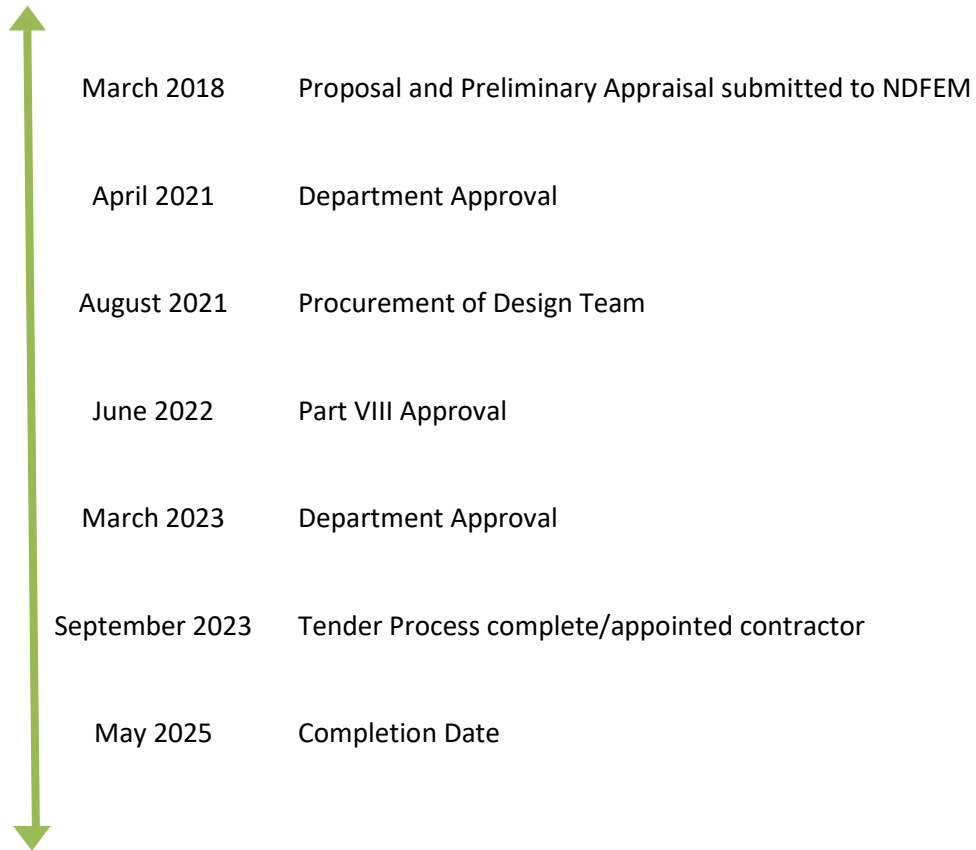 March 2018 Proposal and Preliminary Appraisal submitted to NDFEM
April 2021 Department Approval
August 2021 Procurement of Design Team
June 2022 Part VIII Approval
March 2023 Department Approval
September 2023 Tender Process complete/appointed contractor
May 2025 Completion Date